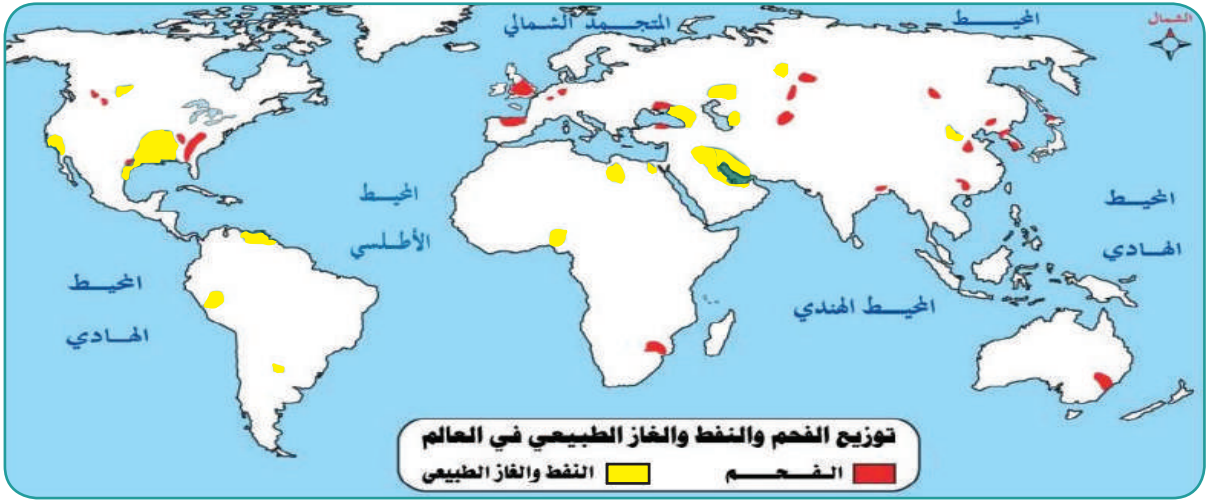 الشمال
المحيط
المتجمد الشمالي
المحيط
الهادي
المحيط
الأطلسي
المحيط الهندي
المحيط
الهادي
توزيع الفحم والنفط والغاز الطبيعي في العالم
الفحم
النفط والغاز الطبيعي